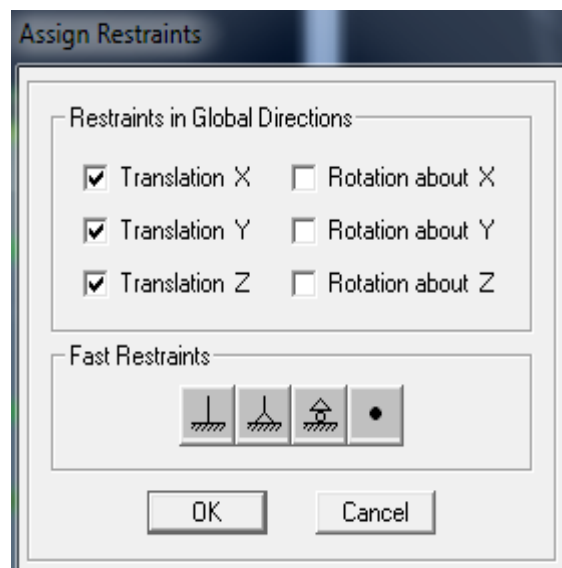 Assign Restraints
Restraints in Global Directions
Translation X Rotation about X
Translation Y Rotation about Y
Translation Z Rotation about Z
Fast Restraints
OK Cancel